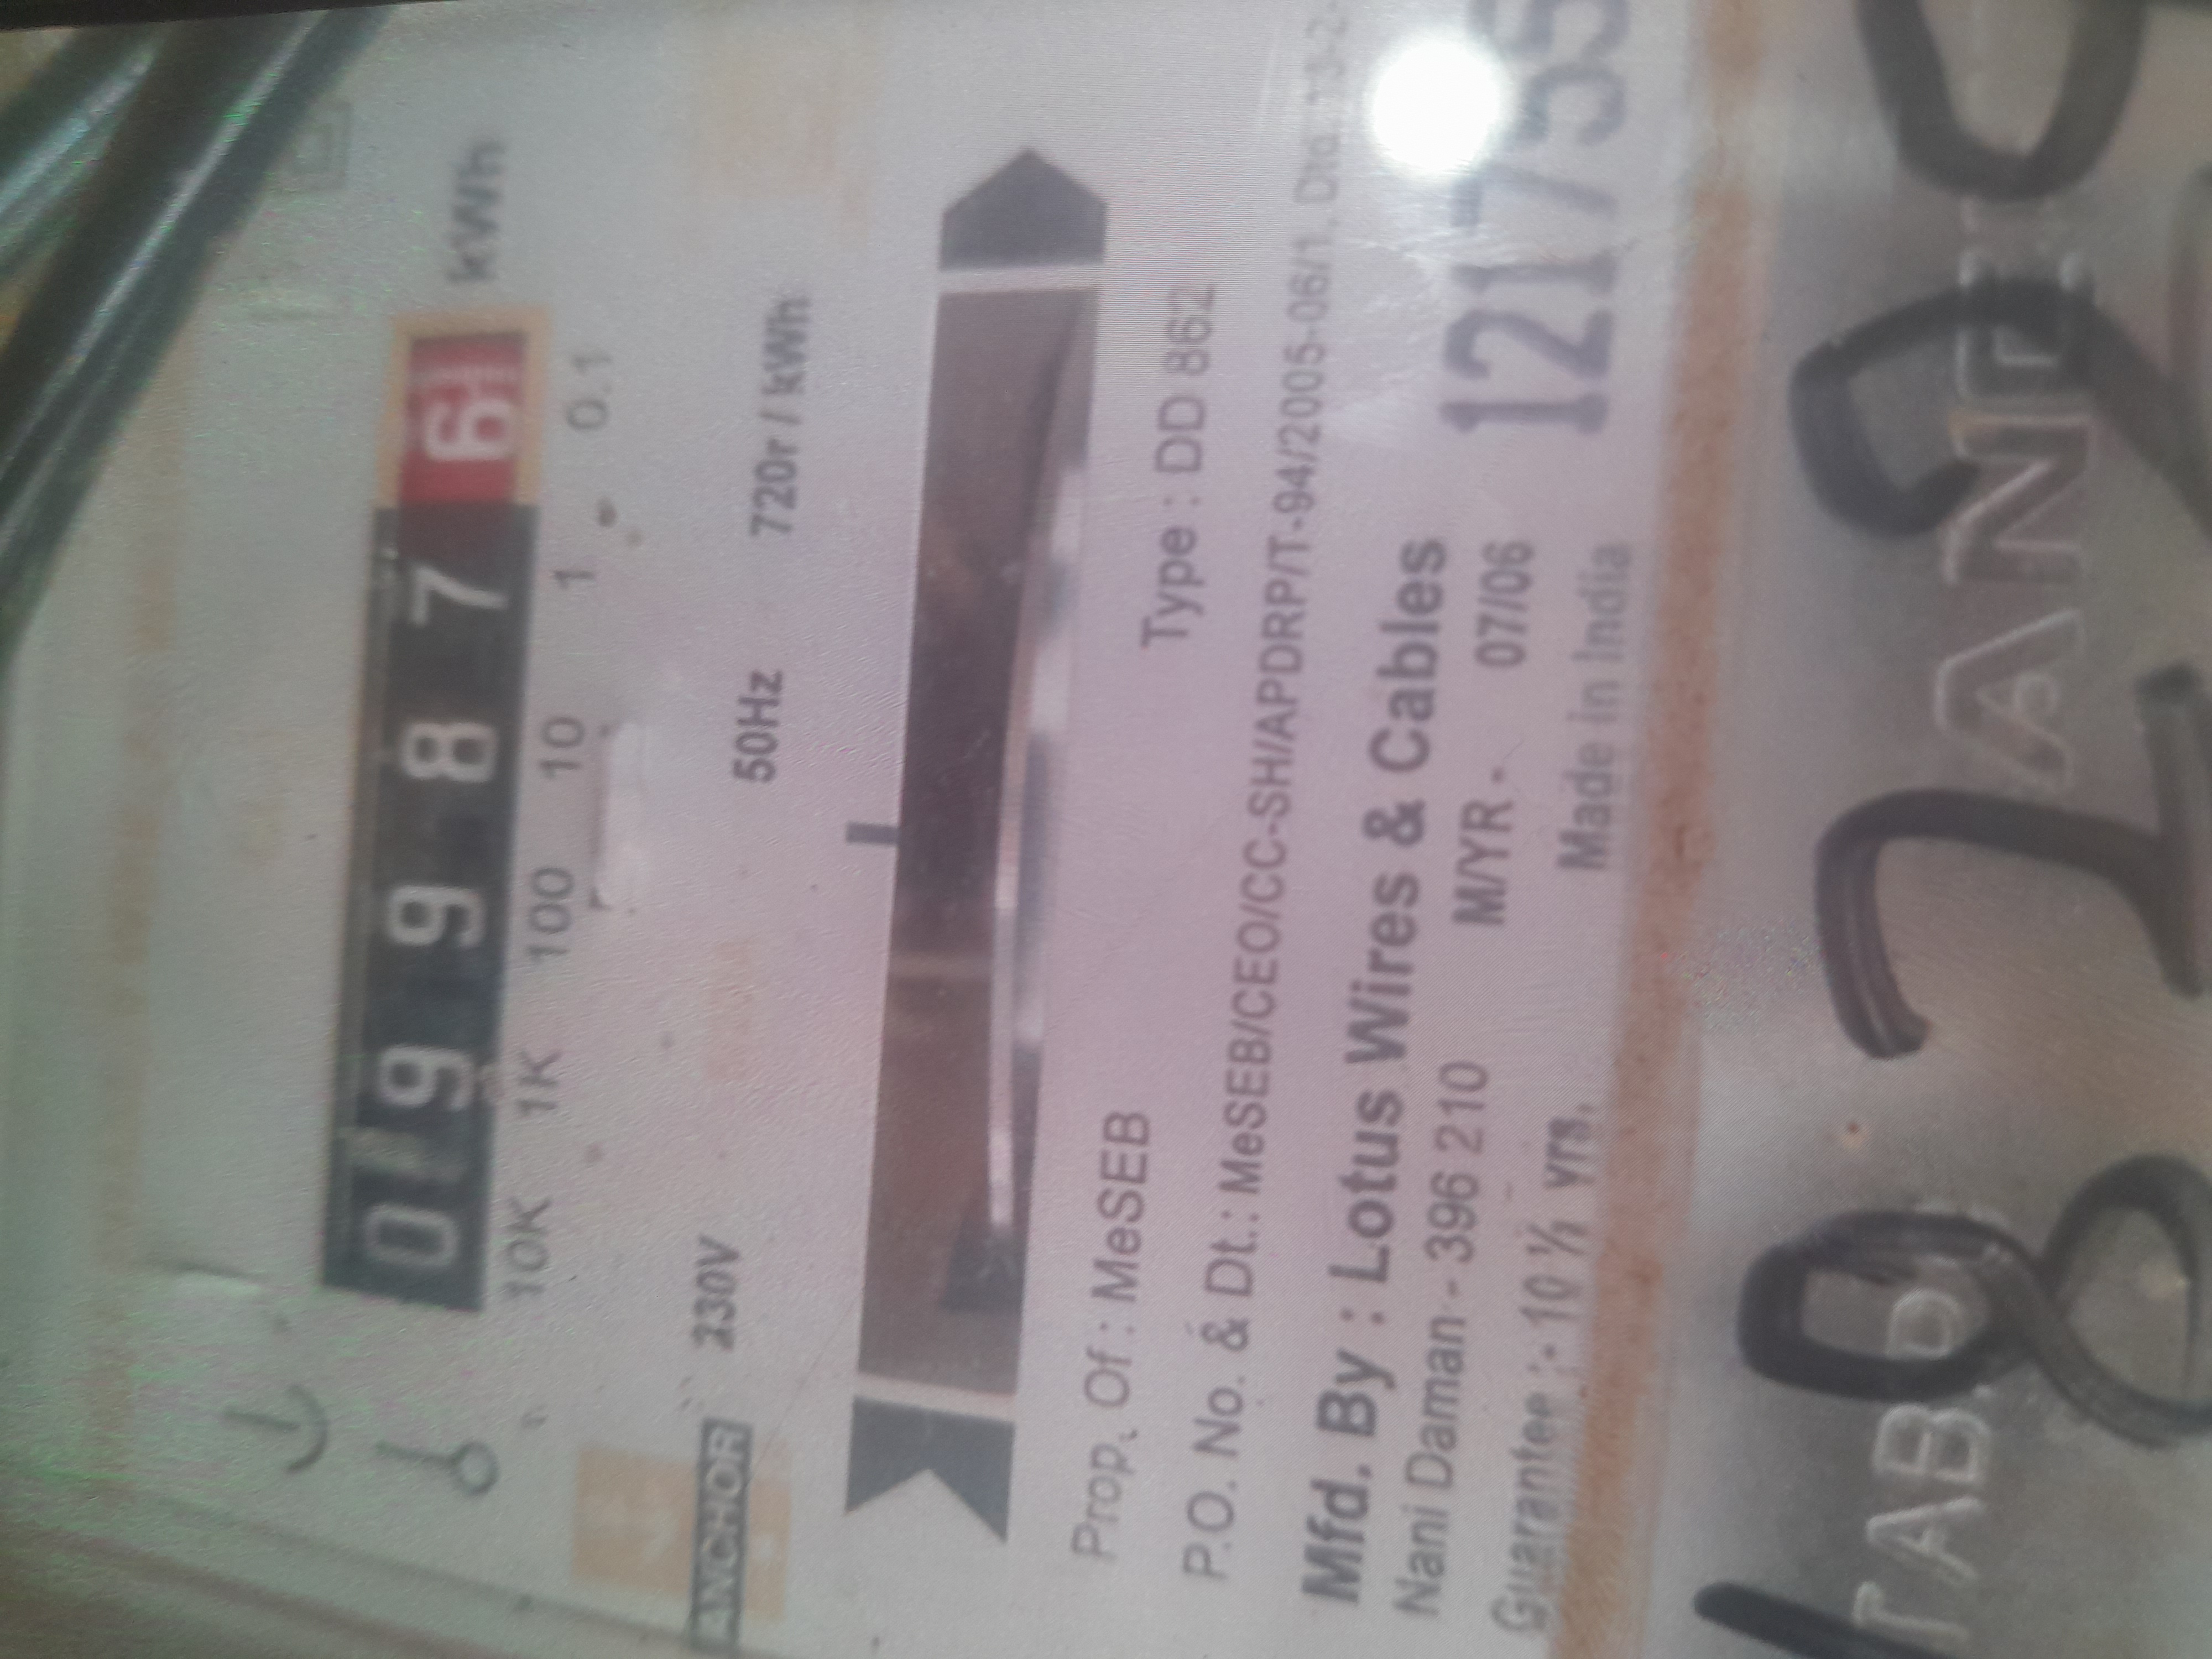 0 9 9 8 7 6 kWh
10K 1K 100 10 1 0.1
ANCHOR 230V 50Hz 720r / kWh
Prop. Of : MeSEB Type : DD 862
P.O. No. & Dt.: MeSEB/CEO/CC-SH/APDRP/T-94/2005-06/1. Dtd.
Mfd. By : Lotus Wires & Cables
Nani Daman - 396 210 M/YR - 07/06 121755
Guarantee :- 10 ½ yrs. Made in India